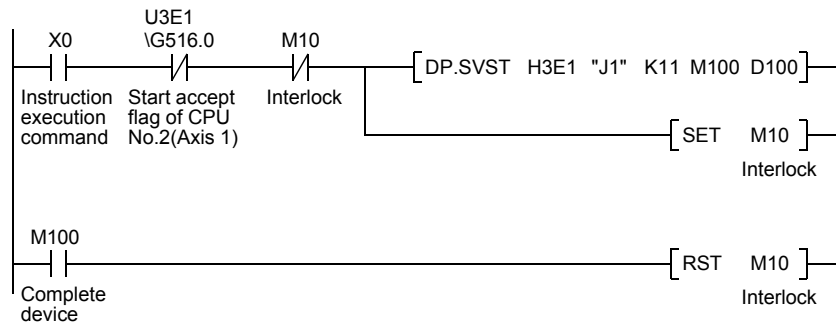 U3E1
X0 \G516.0 M10
DP.SVST H3E1 "J1" K11 M100 D100
Instruction execution command
Start accept flag of CPU No.2(Axis 1)
Interlock
SET M10
Interlock
M100
RST M10
Complete device
Interlock